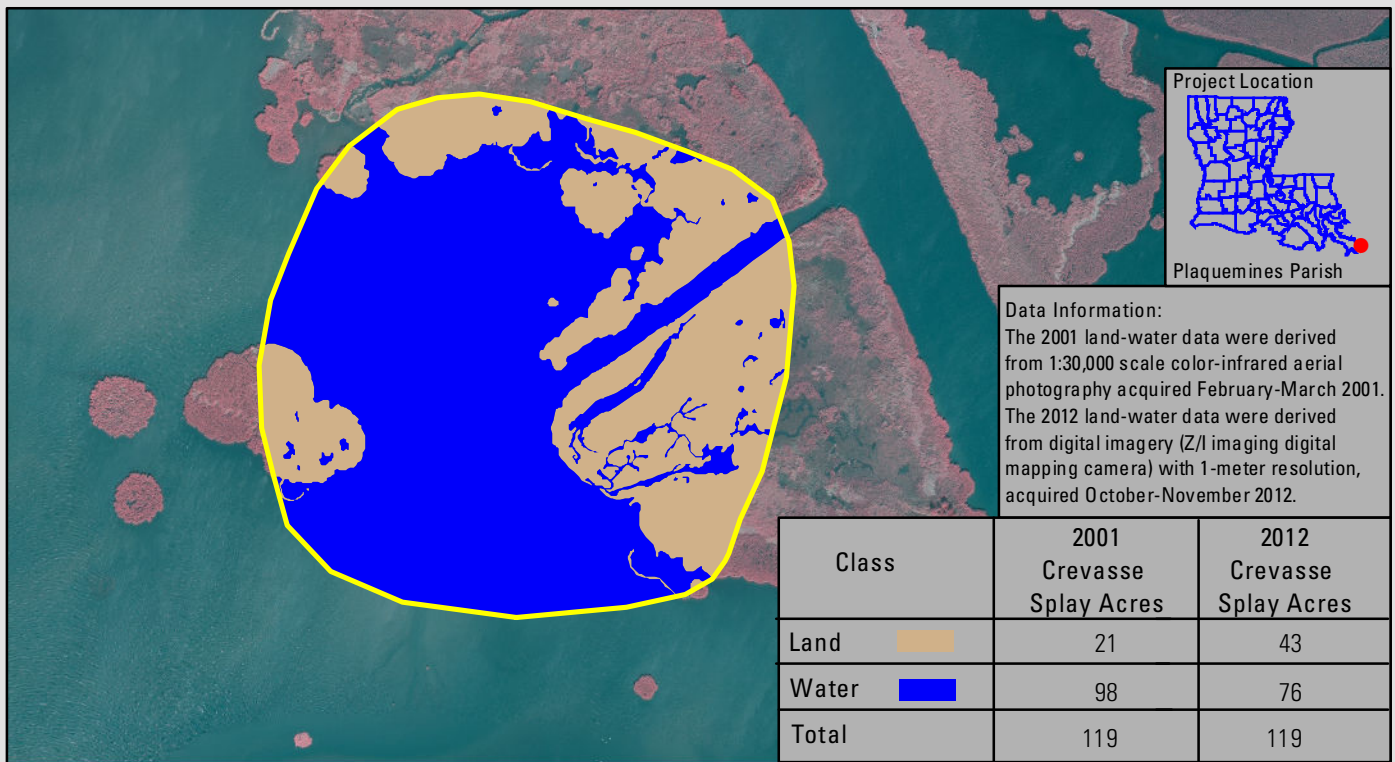 Project Location
Plaquemines Parish
Data Information:
The 2001 land-water data were derived
from 1:30,000 scale color-infrared aerial
photography acquired February-March 2001.
The 2012 land-water data were derived
from digital imagery (Z/I imaging digital
mapping camera) with 1-meter resolution,
acquired October-November 2012.
Class
2001
Crevasse
Splay Acres
2012
Crevasse
Splay Acres
Land 21 43
Water 98 76
Total 119 119